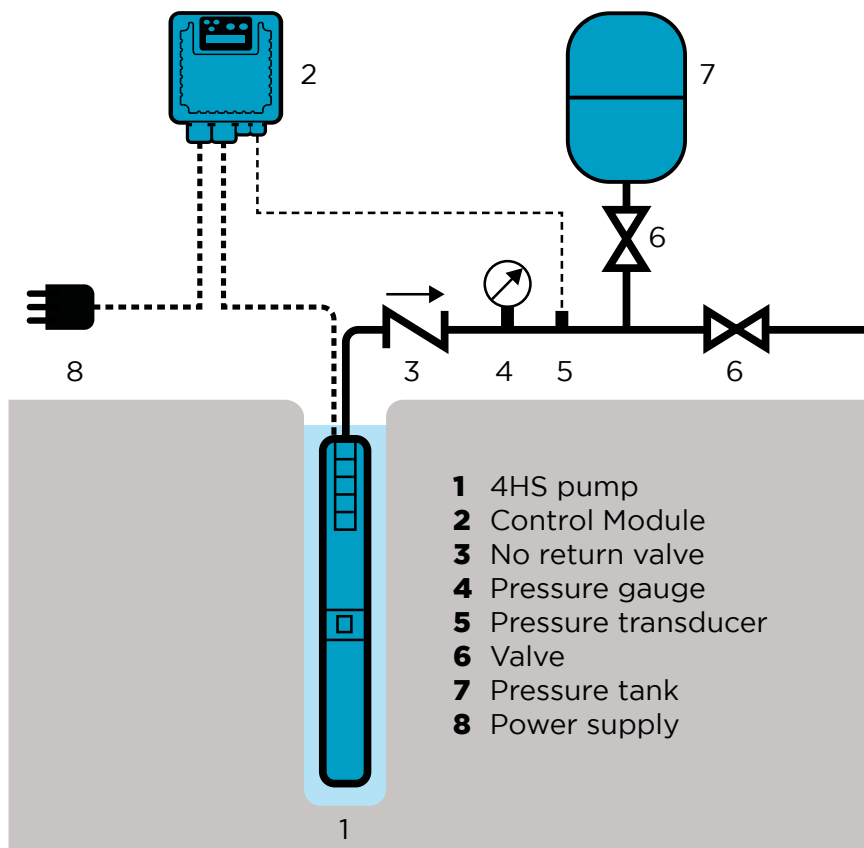 2
7
6
8
3
4
5
6
1 4HS pump
2 Control Module
3 No return valve
4 Pressure gauge
5 Pressure transducer
6 Valve
7 Pressure tank
8 Power supply
1